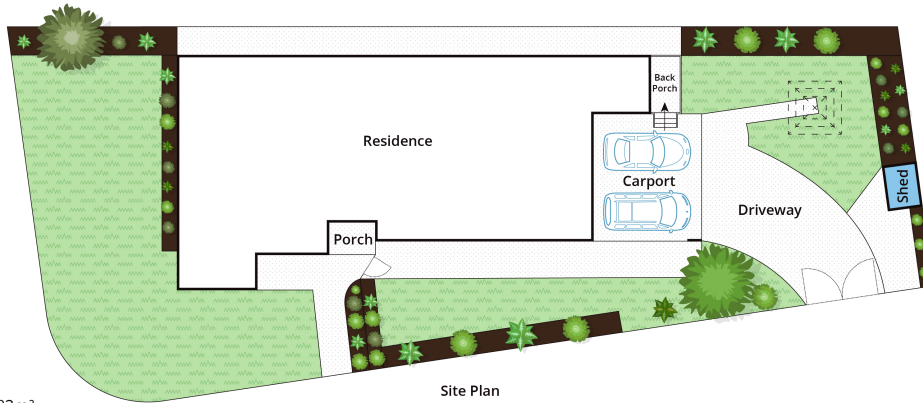 Back
Porch
Residence
Carport
Shed
Driveway
Porch
Site Plan